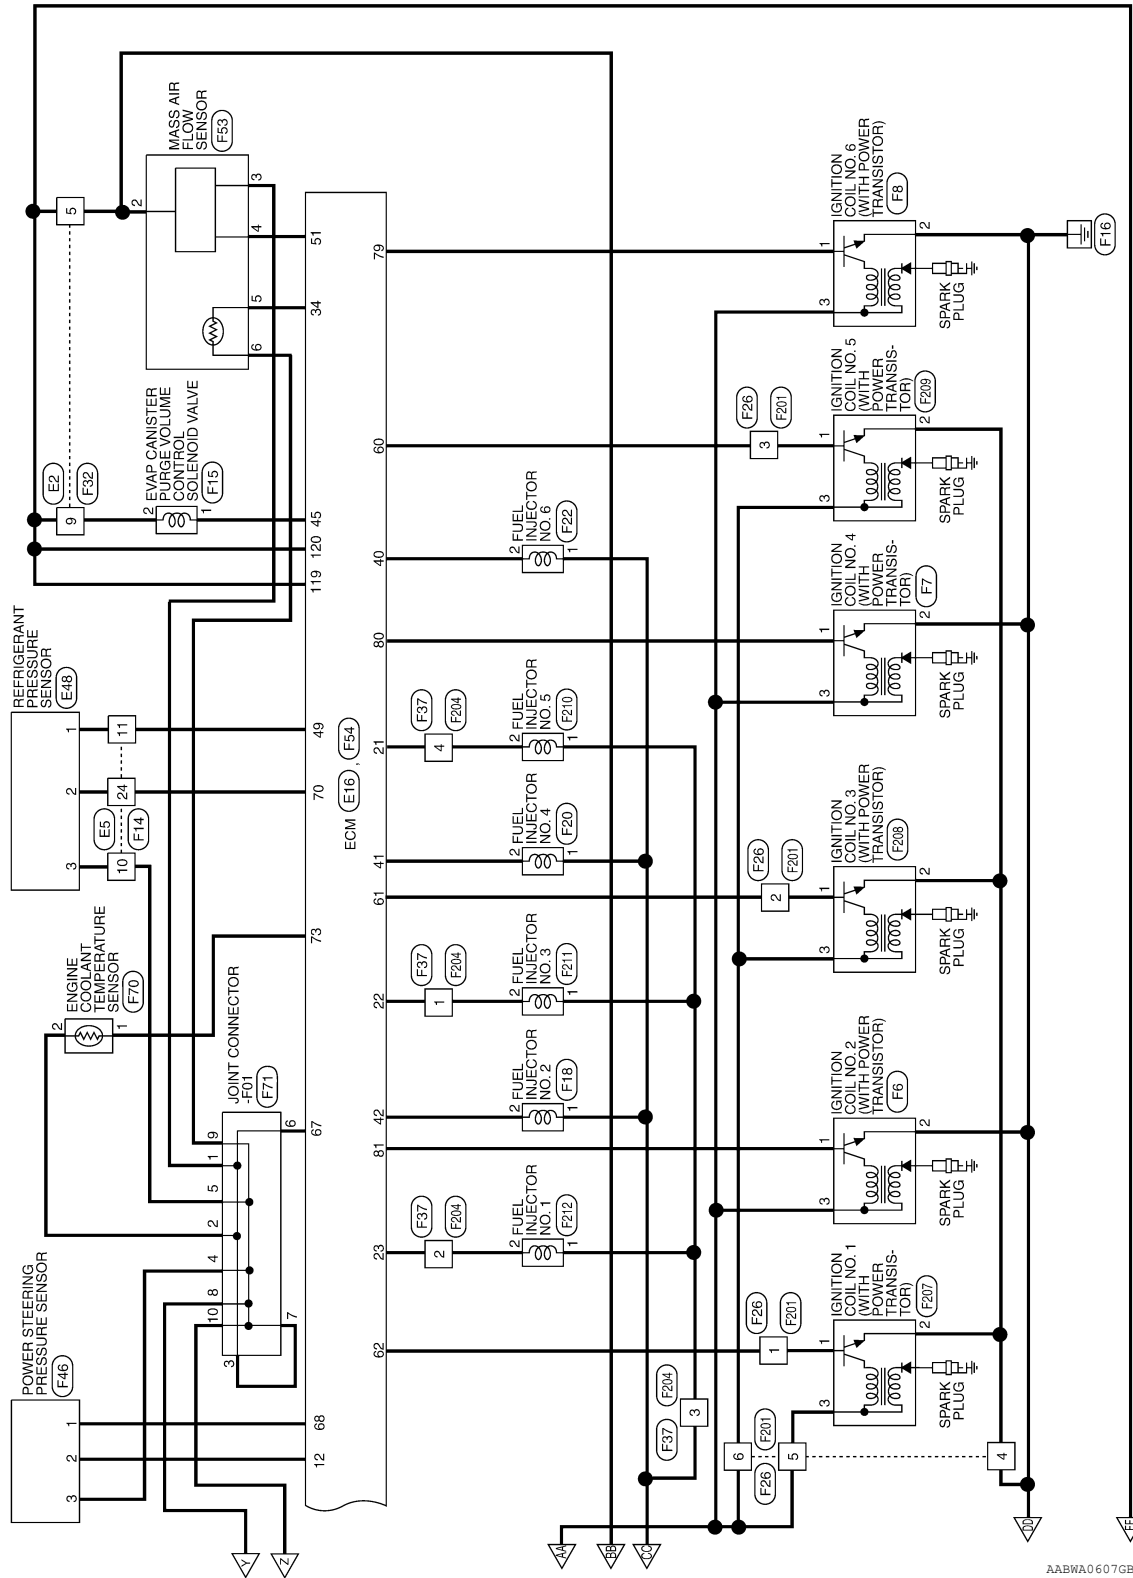 POWER STEERING
PRESSURE SENSOR
F46
1
2
3
68
12
Y
Z
JOINT CONNECTOR
-F01
F71
3
10
8
4
2
5
1
9
7
6
67
ENGINE
COOLANT
TEMPERATURE
SENSOR
F70
2
1
73
REFRIGERANT
PRESSURE
SENSOR
E48
3
2
1
10
24
11
E5
F14
70
49
119
120
45
E2
F32
9
5
EVAP CANISTER
PURGE VOLUME
CONTROL
SOLENOID VALVE
F15
2
1
MASS AIR
FLOW
SENSOR
F53
2
6
5
4
3
34
51
ECM E16 , F54
62
23
81
42
22
61
41
21
80
40
60
79
F37
F204
2
FUEL
INJECTOR
NO. 1
F212
2
1
FUEL
INJECTOR
NO. 2
F18
2
1
F37
F204
1
FUEL
INJECTOR
NO. 3
F211
2
1
FUEL
INJECTOR
NO. 4
F20
2
1
F37
F204
4
FUEL
INJECTOR
NO. 5
F210
2
1
FUEL
INJECTOR
NO. 6
F22
2
1
F37
F204
3
F26
F201
6
5
4
F26
F201
1
F26
F201
2
F26
F201
3
IGNITION
COIL NO. 1
(WITH
POWER
TRANSIS-
TOR)
F207
3
1
2
SPARK
PLUG
IGNITION
COIL NO. 2
(WITH POWER
TRANSISTOR)
F6
3
1
2
SPARK
PLUG
IGNITION
COIL NO. 3
(WITH POWER
TRANSISTOR)
F208
3
1
2
SPARK
PLUG
IGNITION
COIL NO. 4
(WITH
POWER
TRANSIS-
TOR)
F7
3
1
2
SPARK
PLUG
IGNITION
COIL NO. 5
(WITH
POWER
TRANSIS-
TOR)
F209
3
1
2
SPARK
PLUG
IGNITION
COIL NO. 6
(WITH POWER
TRANSISTOR)
F8
3
1
2
SPARK
PLUG
F16
AA
BB
CC
DD
AABWA0607GB